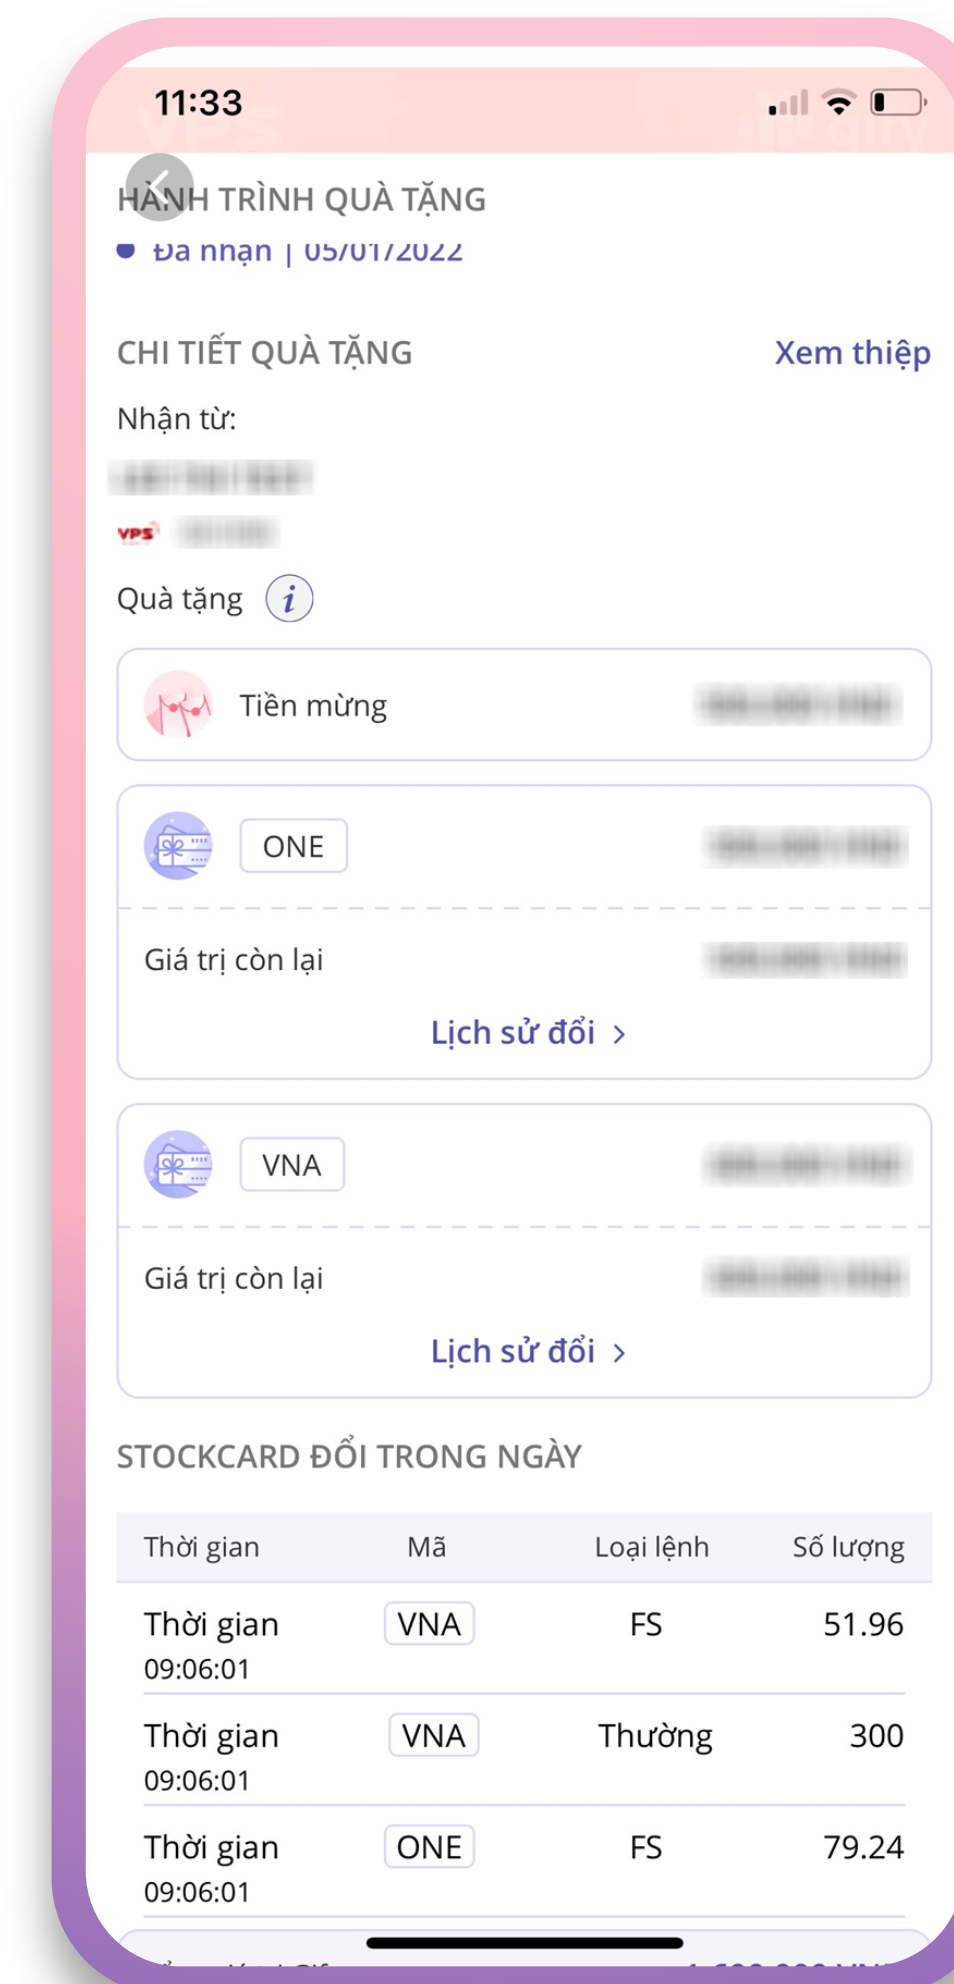 11:33
HÀNH TRÌNH QUÀ TẶNG
Đã nhận | 05/01/2022
CHI TIẾT QUÀ TẶNG
Xem thiệp
Nhận từ:
VPS
Quà tặng i
Tiền mừng
ONE
Giá trị còn lại
Lịch sử đổi >
VNA
Giá trị còn lại
Lịch sử đổi >
STOCKCARD ĐỔI TRONG NGÀY
Thời gian Mã Loại lệnh Số lượng
Thời gian VNA FS 51.96
09:06:01
Thời gian VNA Thường 300
09:06:01
Thời gian ONE FS 79.24
09:06:01